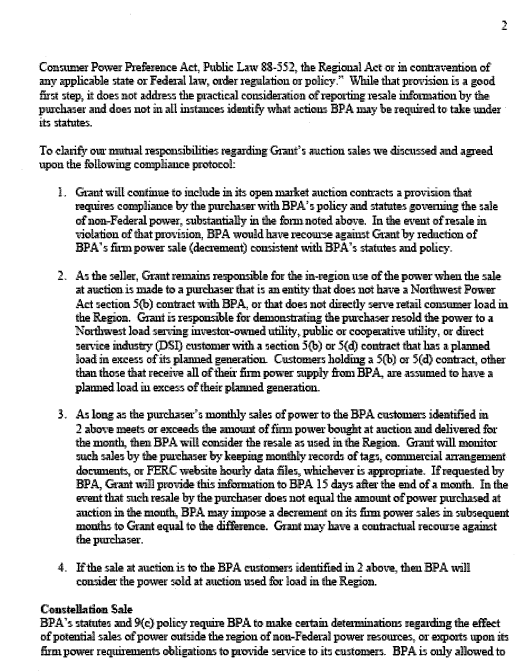 2
Consumer Power Preference Act, Public Law 88-552, the Regional Act or in contravention of
any applicable state or Federal law, order regulation or policy." While that provision is a good
first step, it does not address the practical consideration of reporting resale information by the
purchaser and does not in all instances identify what actions BPA may be required to take under
its statutes.
To clarify our mutual responsibilities regarding Grant's auction sales we discussed and agreed
upon the following compliance protocol:
1. Grant will continue to include in its open market auction contracts a provision that
requires compliance by the purchaser with BPA's policy and statutes governing the sale
of non-Federal power, substantially in the form noted above. In the event of resale in
violation of that provision, BPA would have recourse against Grant by reduction of
BPA's firm power sale (decrement) consistent with BPA's statutes and policy.
2. As the seller, Grant remains responsible for the in-region use of the power when the sale
at auction is made to a purchaser that is an entity that does not have a Northwest Power
Act section 5(b) contract with BPA, or that does not directly serve retail consumer load in
the Region. Grant is responsible for demonstrating the purchaser resold the power to a
Northwest load serving investor-owned utility, public or cooperative utility, or direct
service industry (DSI) customer with a section 5(b) or 5(d) contract that has a planned
load in excess of its planned generation. Customers holding a 5(b) or 5(d) contract, other
than those that receive all of their firm power supply from BPA, are assumed to have a
planned load in excess of their planned generation.
3. As long as the purchaser's monthly sales of power to the BPA customers identified in
2 above meets or exceeds the amount of firm power bought at auction and delivered for
the month, then BPA will consider the resale as used in the Region. Grant will monitor
such sales by the purchaser by keeping monthly records of tags, commercial arrangement
documents, or FERC website hourly data files, whichever is appropriate. If requested by
BPA, Grant will provide this information to BPA 15 days after the end of a month. In the
event that such resale by the purchaser does not equal the amount of power purchased at
auction in the month, BPA may impose a decrement on its firm power sales in subsequent
months to Grant equal to the difference. Grant may have a contractual recourse against
the purchaser.
4. If the sale at auction is to the BPA customers identified in 2 above, then BPA will
consider the power sold at auction used for load in the Region.
Constellation Sale
BPA's statutes and 9(c) policy require BPA to make certain determinations regarding the effect
of potential sales of power outside the region of non-Federal power resources, or exports upon its
firm power requirements obligations to provide service to its customers. BPA is only allowed to